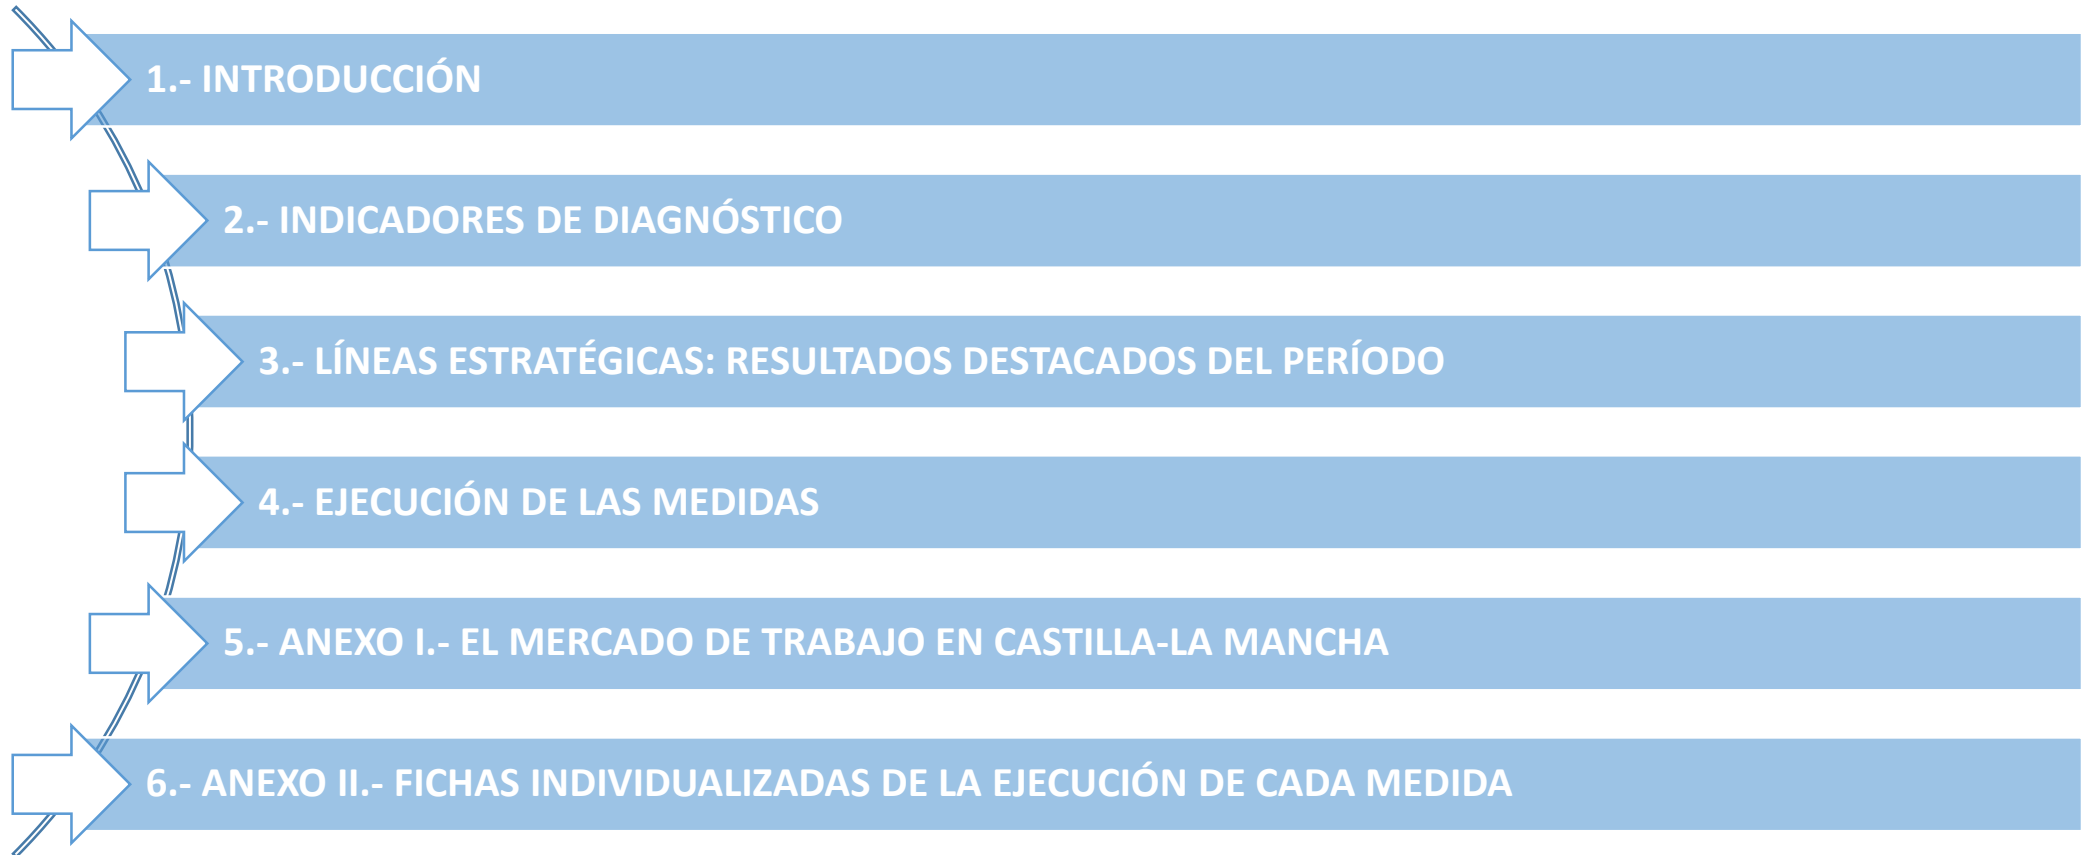 1.- INTRODUCCIÓN
2.- INDICADORES DE DIAGNÓSTICO
3.- LÍNEAS ESTRATÉGICAS: RESULTADOS DESTACADOS DEL PERÍODO
4.- EJECUCIÓN DE LAS MEDIDAS
5.- ANEXO I.- EL MERCADO DE TRABAJO EN CASTILLA-LA MANCHA
6.- ANEXO II.- FICHAS INDIVIDUALIZADAS DE LA EJECUCIÓN DE CADA MEDIDA